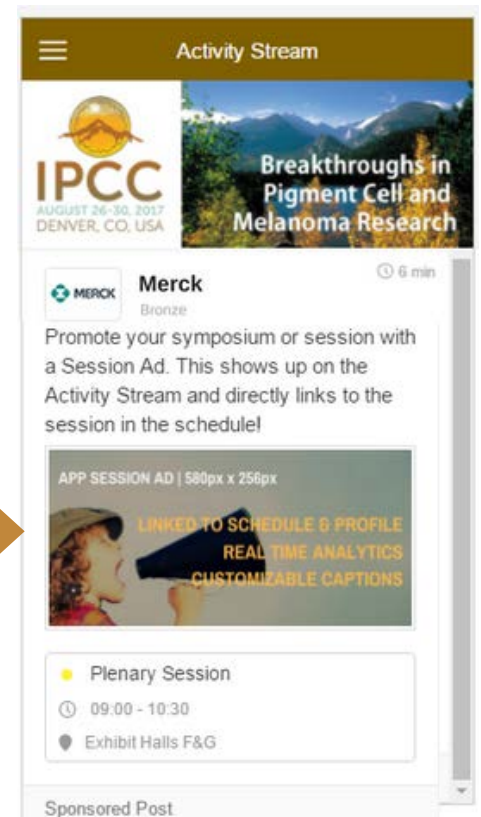 Activity Stream
IPCC
AUGUST 26-30, 2017
DENVER, CO, USA
Breakthroughs in
Pigment Cell and
Melanoma Research
MERCK
Merck
6 min
Bronze
Promote your symposium or session with
a Session Ad. This shows up on the
Activity Stream and directly links to the
session in the schedule!
APP SESSION AD | 580px x 256px
LINKED TO SCHEDULE & PROFILE
REAL TIME ANALYTICS
CUSTOMIZABLE CAPTIONS
Plenary Session
09:00 - 10:30
Exhibit Halls F&G
Sponsored Post